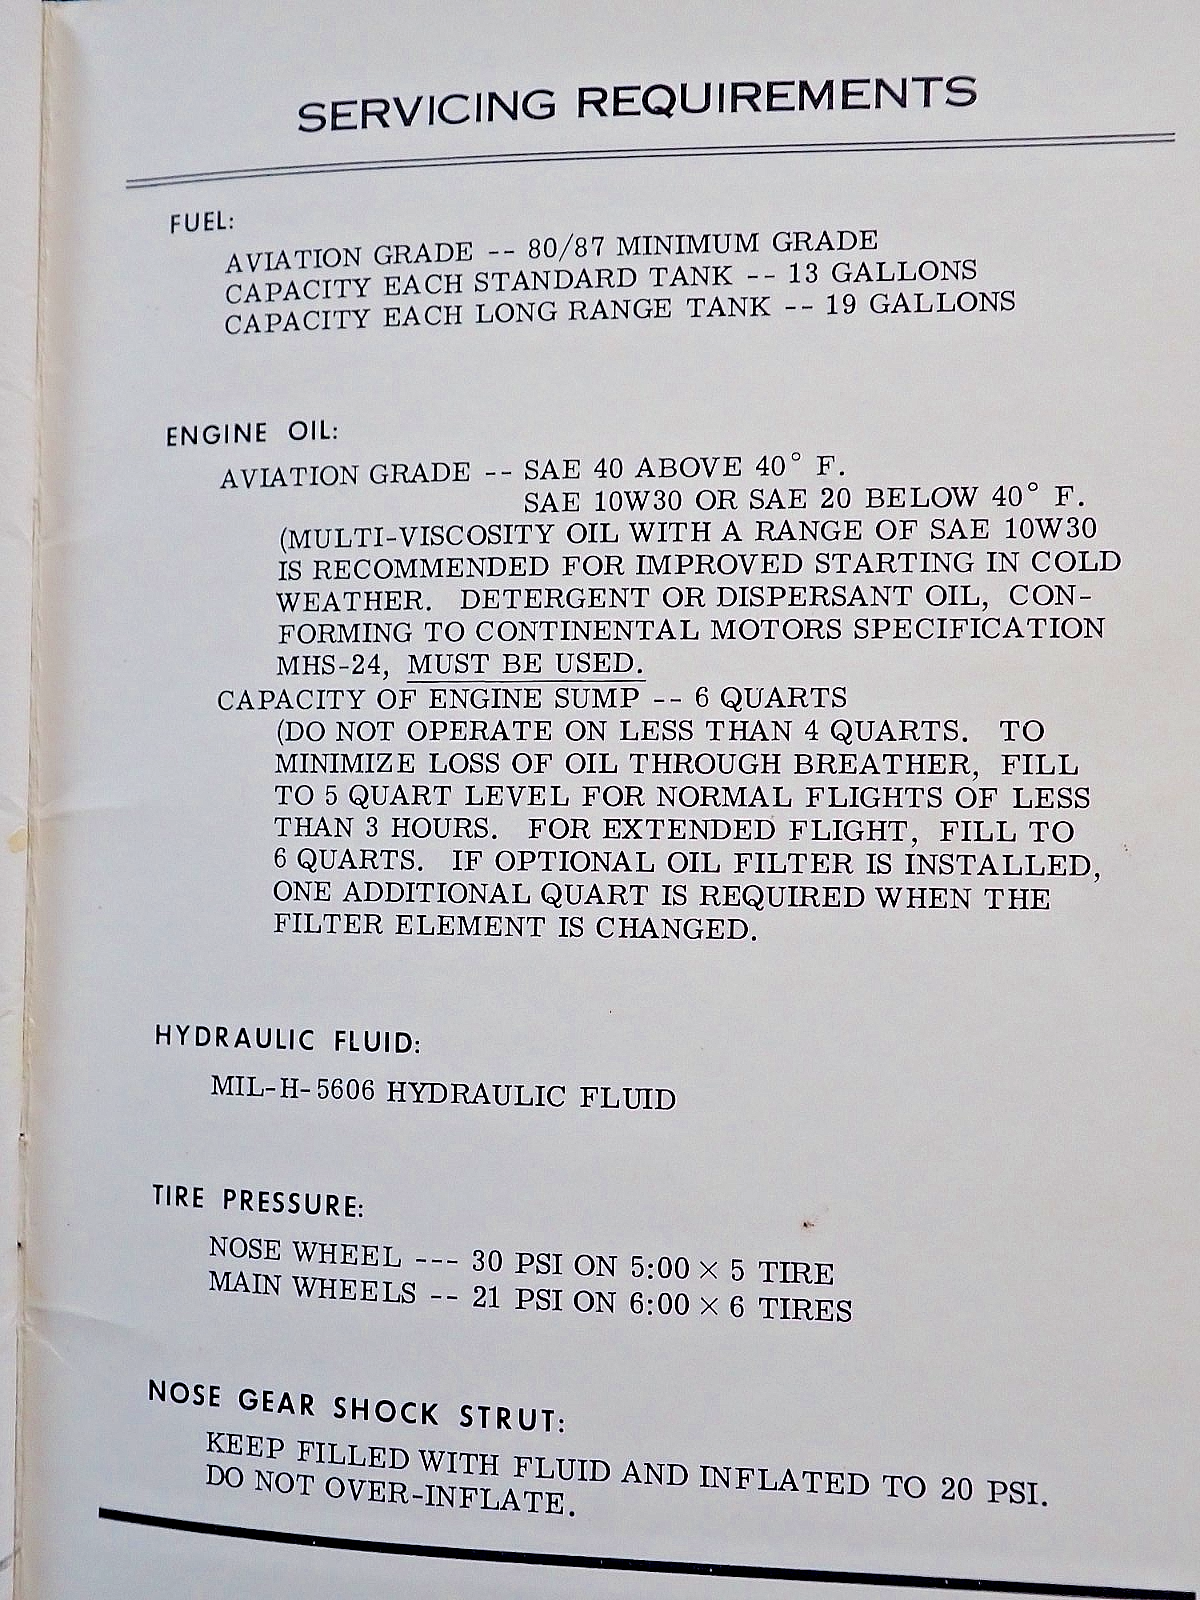 SERVICING REQUIREMENTS
FUEL:
AVIATION GRADE -- 80/87 MINIMUM GRADE
CAPACITY EACH STANDARD TANK -- 13 GALLONS
CAPACITY EACH LONG RANGE TANK -- 19 GALLONS
ENGINE OIL:
AVIATION GRADE -- SAE 40 ABOVE 40° F.
SAE 10W30 OR SAE 20 BELOW 40° F.
(MULTI-VISCOSITY OIL WITH A RANGE OF SAE 10W30
IS RECOMMENDED FOR IMPROVED STARTING IN COLD
WEATHER. DETERGENT OR DISPERSANT OIL, CON-
FORMING TO CONTINENTAL MOTORS SPECIFICATION
MHS-24, MUST BE USED.
CAPACITY OF ENGINE SUMP -- 6 QUARTS
(DO NOT OPERATE ON LESS THAN 4 QUARTS. TO
MINIMIZE LOSS OF OIL THROUGH BREATHER, FILL
TO 5 QUART LEVEL FOR NORMAL FLIGHTS OF LESS
THAN 3 HOURS. FOR EXTENDED FLIGHT, FILL TO
6 QUARTS. IF OPTIONAL OIL FILTER IS INSTALLED,
ONE ADDITIONAL QUART IS REQUIRED WHEN THE
FILTER ELEMENT IS CHANGED.
HYDRAULIC FLUID:
MIL-H-5606 HYDRAULIC FLUID
TIRE PRESSURE:
NOSE WHEEL --- 30 PSI ON 5:00 × 5 TIRE
MAIN WHEELS -- 21 PSI ON 6:00 × 6 TIRES
NOSE GEAR SHOCK STRUT:
KEEP FILLED WITH FLUID AND INFLATED TO 20 PSI.
DO NOT OVER-INFLATE.